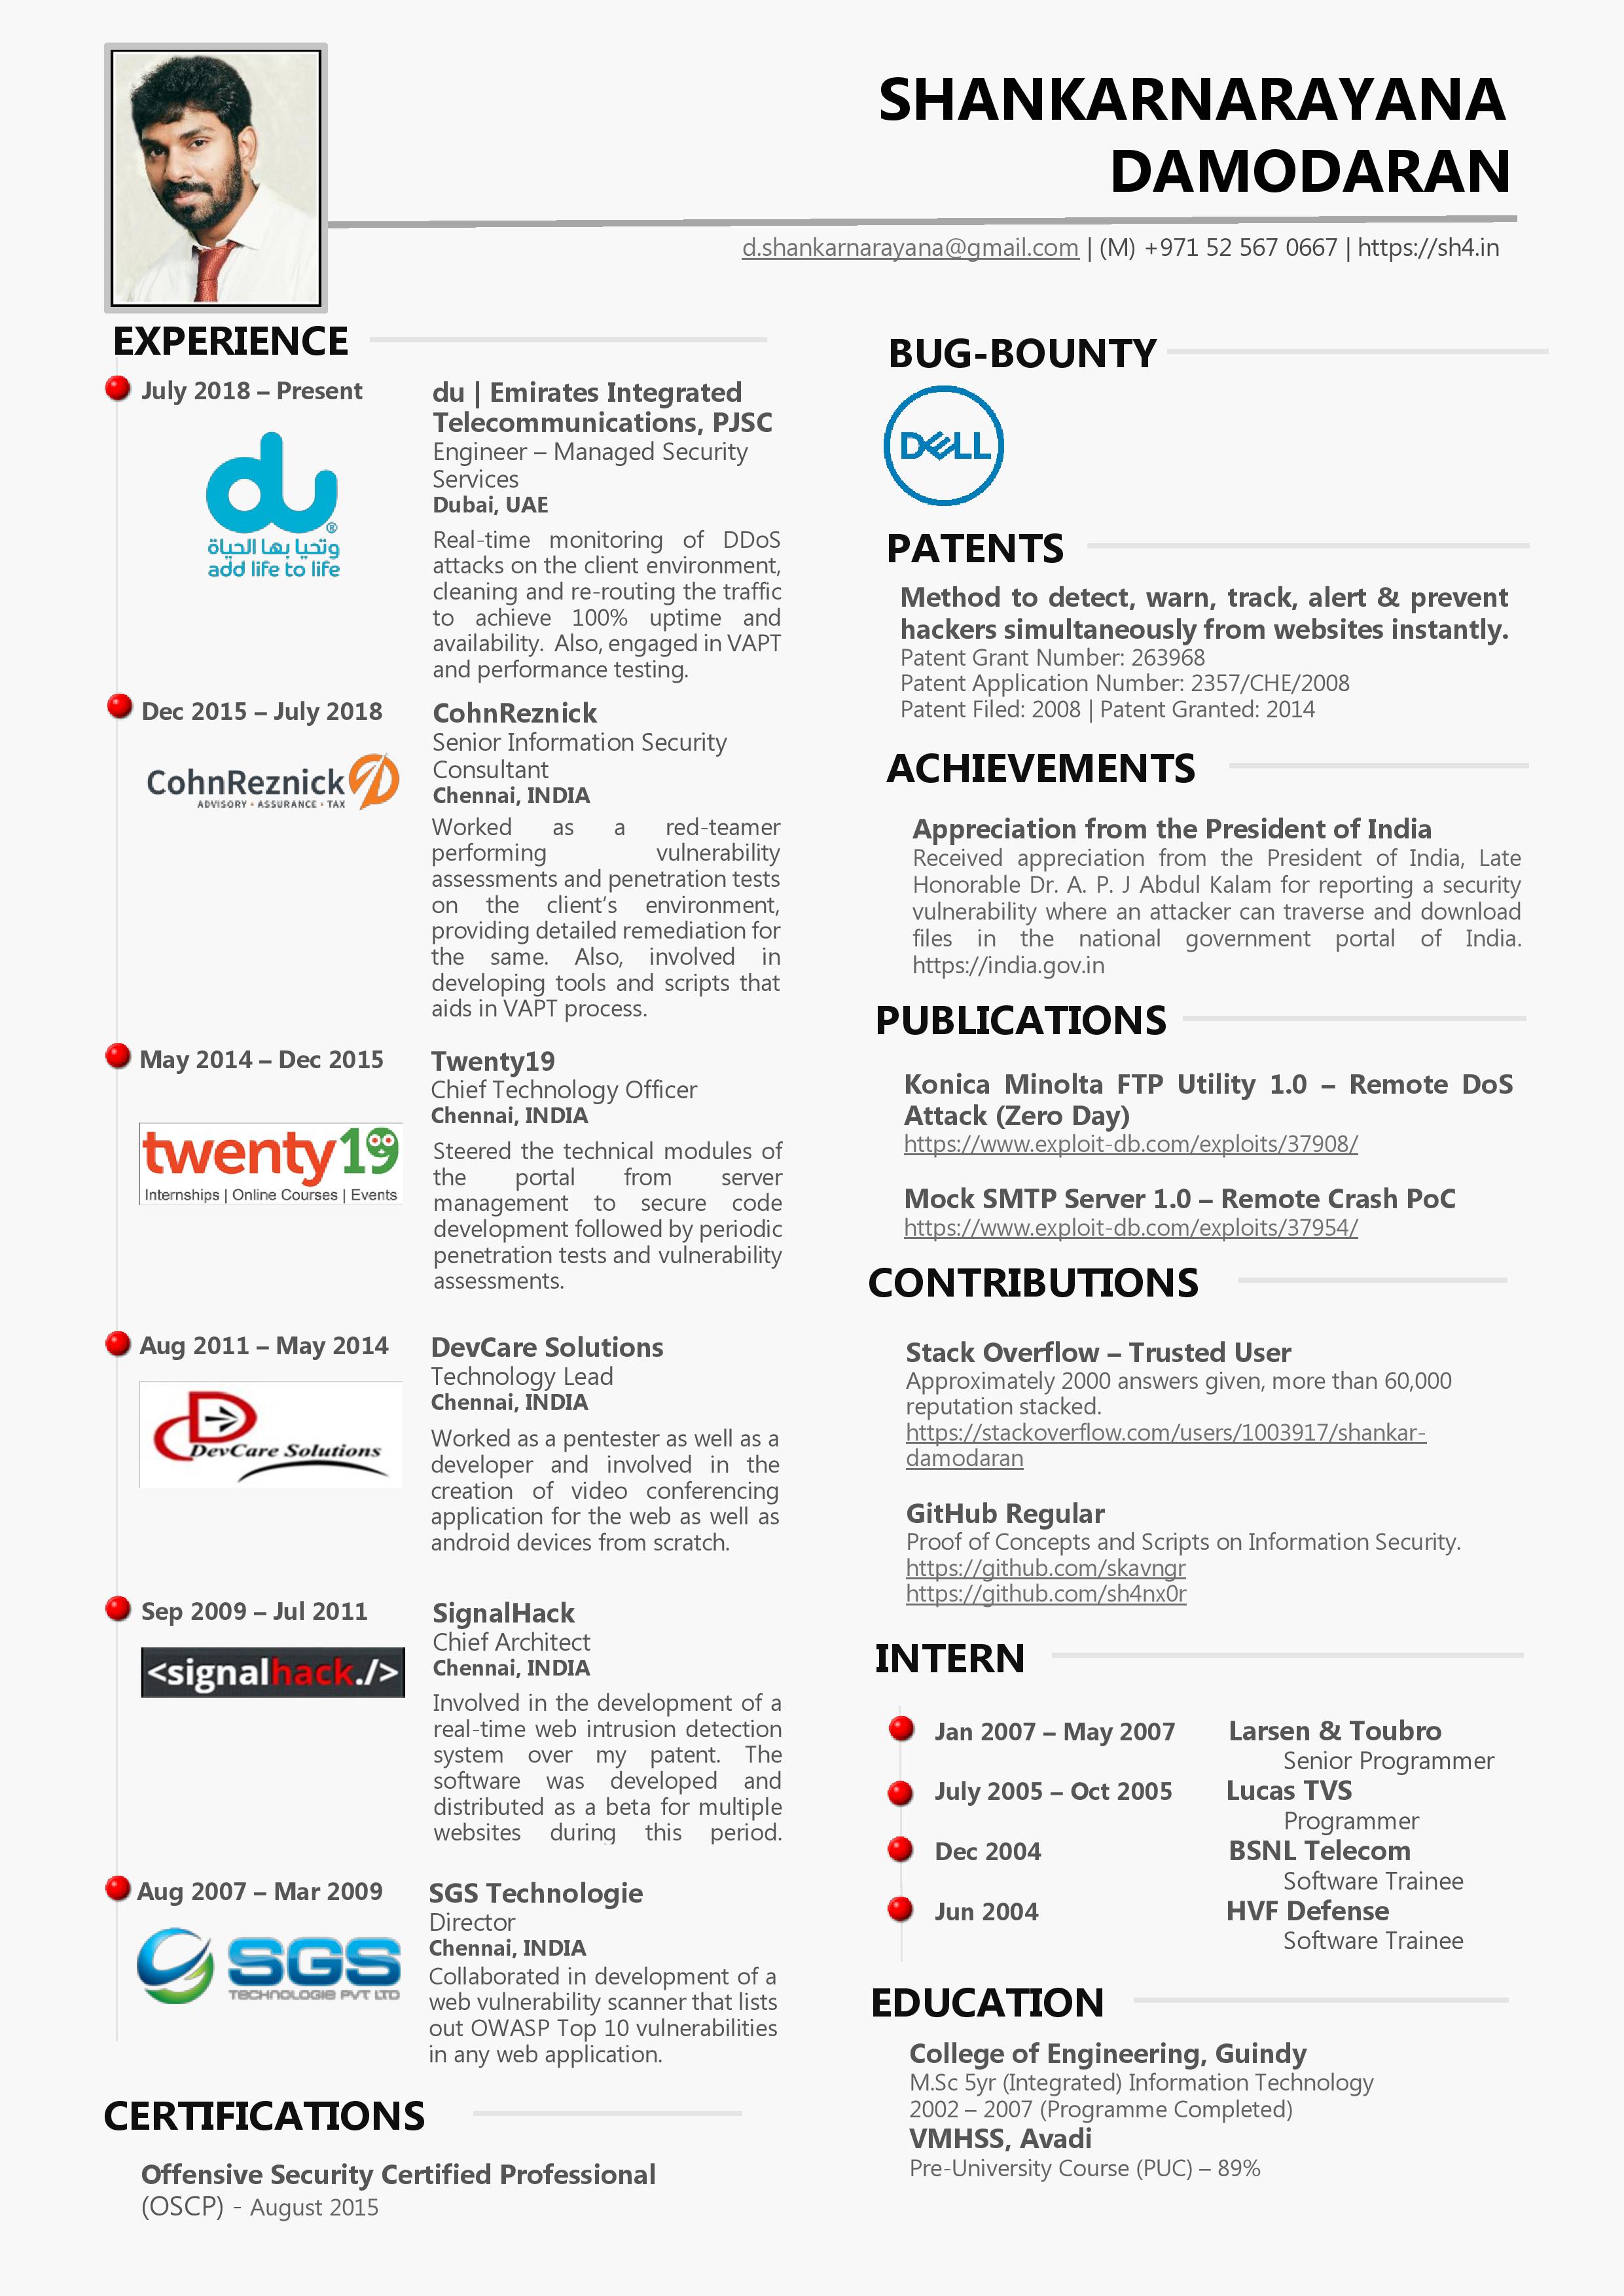 SHANKARNARAYANA
DAMODARAN
d.shankarnarayana@gmail.com | (M) +971 52 567 0667 | https://sh4.in
EXPERIENCE
July 2018 – Present
du
®
وتحيا بها الحياة
add life to life
du | Emirates Integrated
Telecommunications, PJSC
Engineer – Managed Security
Services
Dubai, UAE
Real-time monitoring of DDoS
attacks on the client environment,
cleaning and re-routing the traffic
to achieve 100% uptime and
availability. Also, engaged in VAPT
and performance testing.
Dec 2015 – July 2018
CohnReznick
ADVISORY • ASSURANCE • TAX
CohnReznick
Senior Information Security
Consultant
Chennai, INDIA
Worked as a red-teamer
performing vulnerability
assessments and penetration tests
on the client’s environment,
providing detailed remediation for
the same. Also, involved in
developing tools and scripts that
aids in VAPT process.
May 2014 – Dec 2015
twenty19
Internships | Online Courses | Events
Twenty19
Chief Technology Officer
Chennai, INDIA
Steered the technical modules of
the portal from server
management to secure code
development followed by periodic
penetration tests and vulnerability
assessments.
Aug 2011 – May 2014
DevCare Solutions
DevCare Solutions
Technology Lead
Chennai, INDIA
Worked as a pentester as well as a
developer and involved in the
creation of video conferencing
application for the web as well as
android devices from scratch.
Sep 2009 – Jul 2011
<signalhack./>
SignalHack
Chief Architect
Chennai, INDIA
Involved in the development of a
real-time web intrusion detection
system over my patent. The
software was developed and
distributed as a beta for multiple
websites during this period.
Aug 2007 – Mar 2009
SGS
TECHNOLOGIE PVT LTD
SGS Technologie
Director
Chennai, INDIA
Collaborated in development of a
web vulnerability scanner that lists
out OWASP Top 10 vulnerabilities
in any web application.
CERTIFICATIONS
Offensive Security Certified Professional
(OSCP) - August 2015
BUG-BOUNTY
DELL
PATENTS
Method to detect, warn, track, alert & prevent
hackers simultaneously from websites instantly.
Patent Grant Number: 263968
Patent Application Number: 2357/CHE/2008
Patent Filed: 2008 | Patent Granted: 2014
ACHIEVEMENTS
Appreciation from the President of India
Received appreciation from the President of India, Late
Honorable Dr. A. P. J Abdul Kalam for reporting a security
vulnerability where an attacker can traverse and download
files in the national government portal of India.
https://india.gov.in
PUBLICATIONS
Konica Minolta FTP Utility 1.0 – Remote DoS
Attack (Zero Day)
https://www.exploit-db.com/exploits/37908/
Mock SMTP Server 1.0 – Remote Crash PoC
https://www.exploit-db.com/exploits/37954/
CONTRIBUTIONS
Stack Overflow – Trusted User
Approximately 2000 answers given, more than 60,000
reputation stacked.
https://stackoverflow.com/users/1003917/shankar-
damodaran
GitHub Regular
Proof of Concepts and Scripts on Information Security.
https://github.com/skavngr
https://github.com/sh4nx0r
INTERN
Jan 2007 – May 2007 Larsen & Toubro
Senior Programmer
July 2005 – Oct 2005 Lucas TVS
Programmer
Dec 2004 BSNL Telecom
Software Trainee
Jun 2004 HVF Defense
Software Trainee
EDUCATION
College of Engineering, Guindy
M.Sc 5yr (Integrated) Information Technology
2002 – 2007 (Programme Completed)
VMHSS, Avadi
Pre-University Course (PUC) – 89%